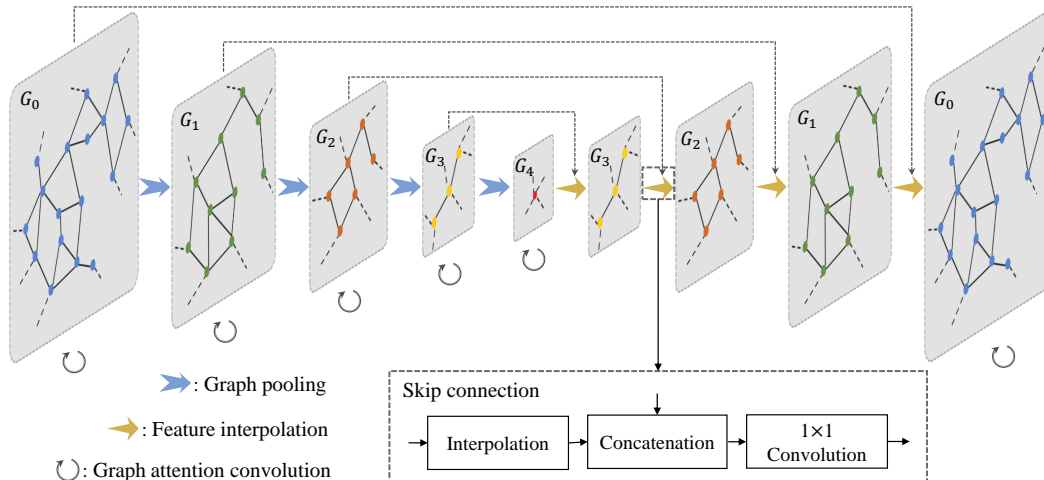 G₀
G₁
G₂
G₃
G₄
G₃
G₂
G₁
G₀
: Graph pooling
: Feature interpolation
: Graph attention convolution
Skip connection
Interpolation
Concatenation
1×1
Convolution